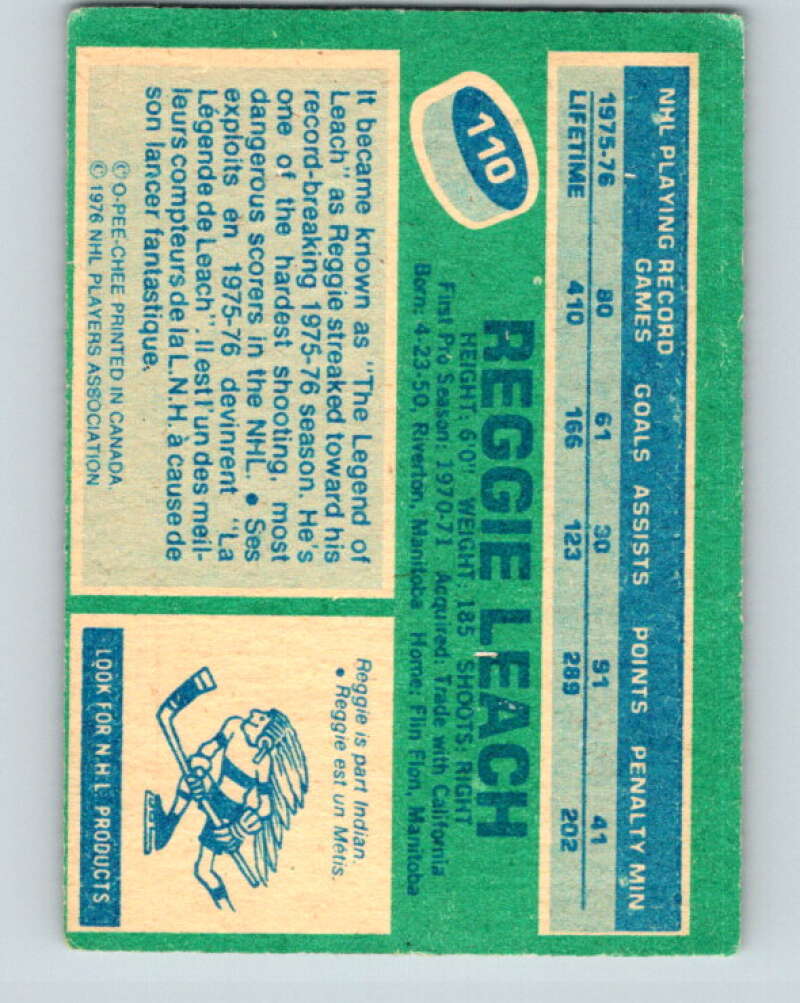 NHL PLAYING RECORD
GAMES GOALS ASSISTS POINTS PENALTY MIN
1975-76 80 61 30 91 41
LIFETIME 410 166 123 289 202
110
REGGIE LEACH
HEIGHT: 6'0" WEIGHT: 185 SHOOTS: RIGHT
First Pro Season: 1970-71 Acquired: Trade with California
Born: 4-23-50, Riverton, Manitoba Home: Flin Flon, Manitoba
It became known as "The Legend of
Leach" as Reggie streaked toward his
record-breaking 1975-76 season. He's
one of the hardest shooting, most
dangerous scorers in the NHL. • Ses
exploits en 1975-76 devinrent "La
Légende de Leach". Il est l'un des meil-
leurs compteurs de la L.N.H. à cause de
son lancer fantastique.
© O-PEE-CHEE PRINTED IN CANADA.
© 1976 NHL PLAYERS ASSOCIATION
Reggie is part Indian.
• Reggie est un Métis.
LOOK FOR N.H.L. PRODUCTS